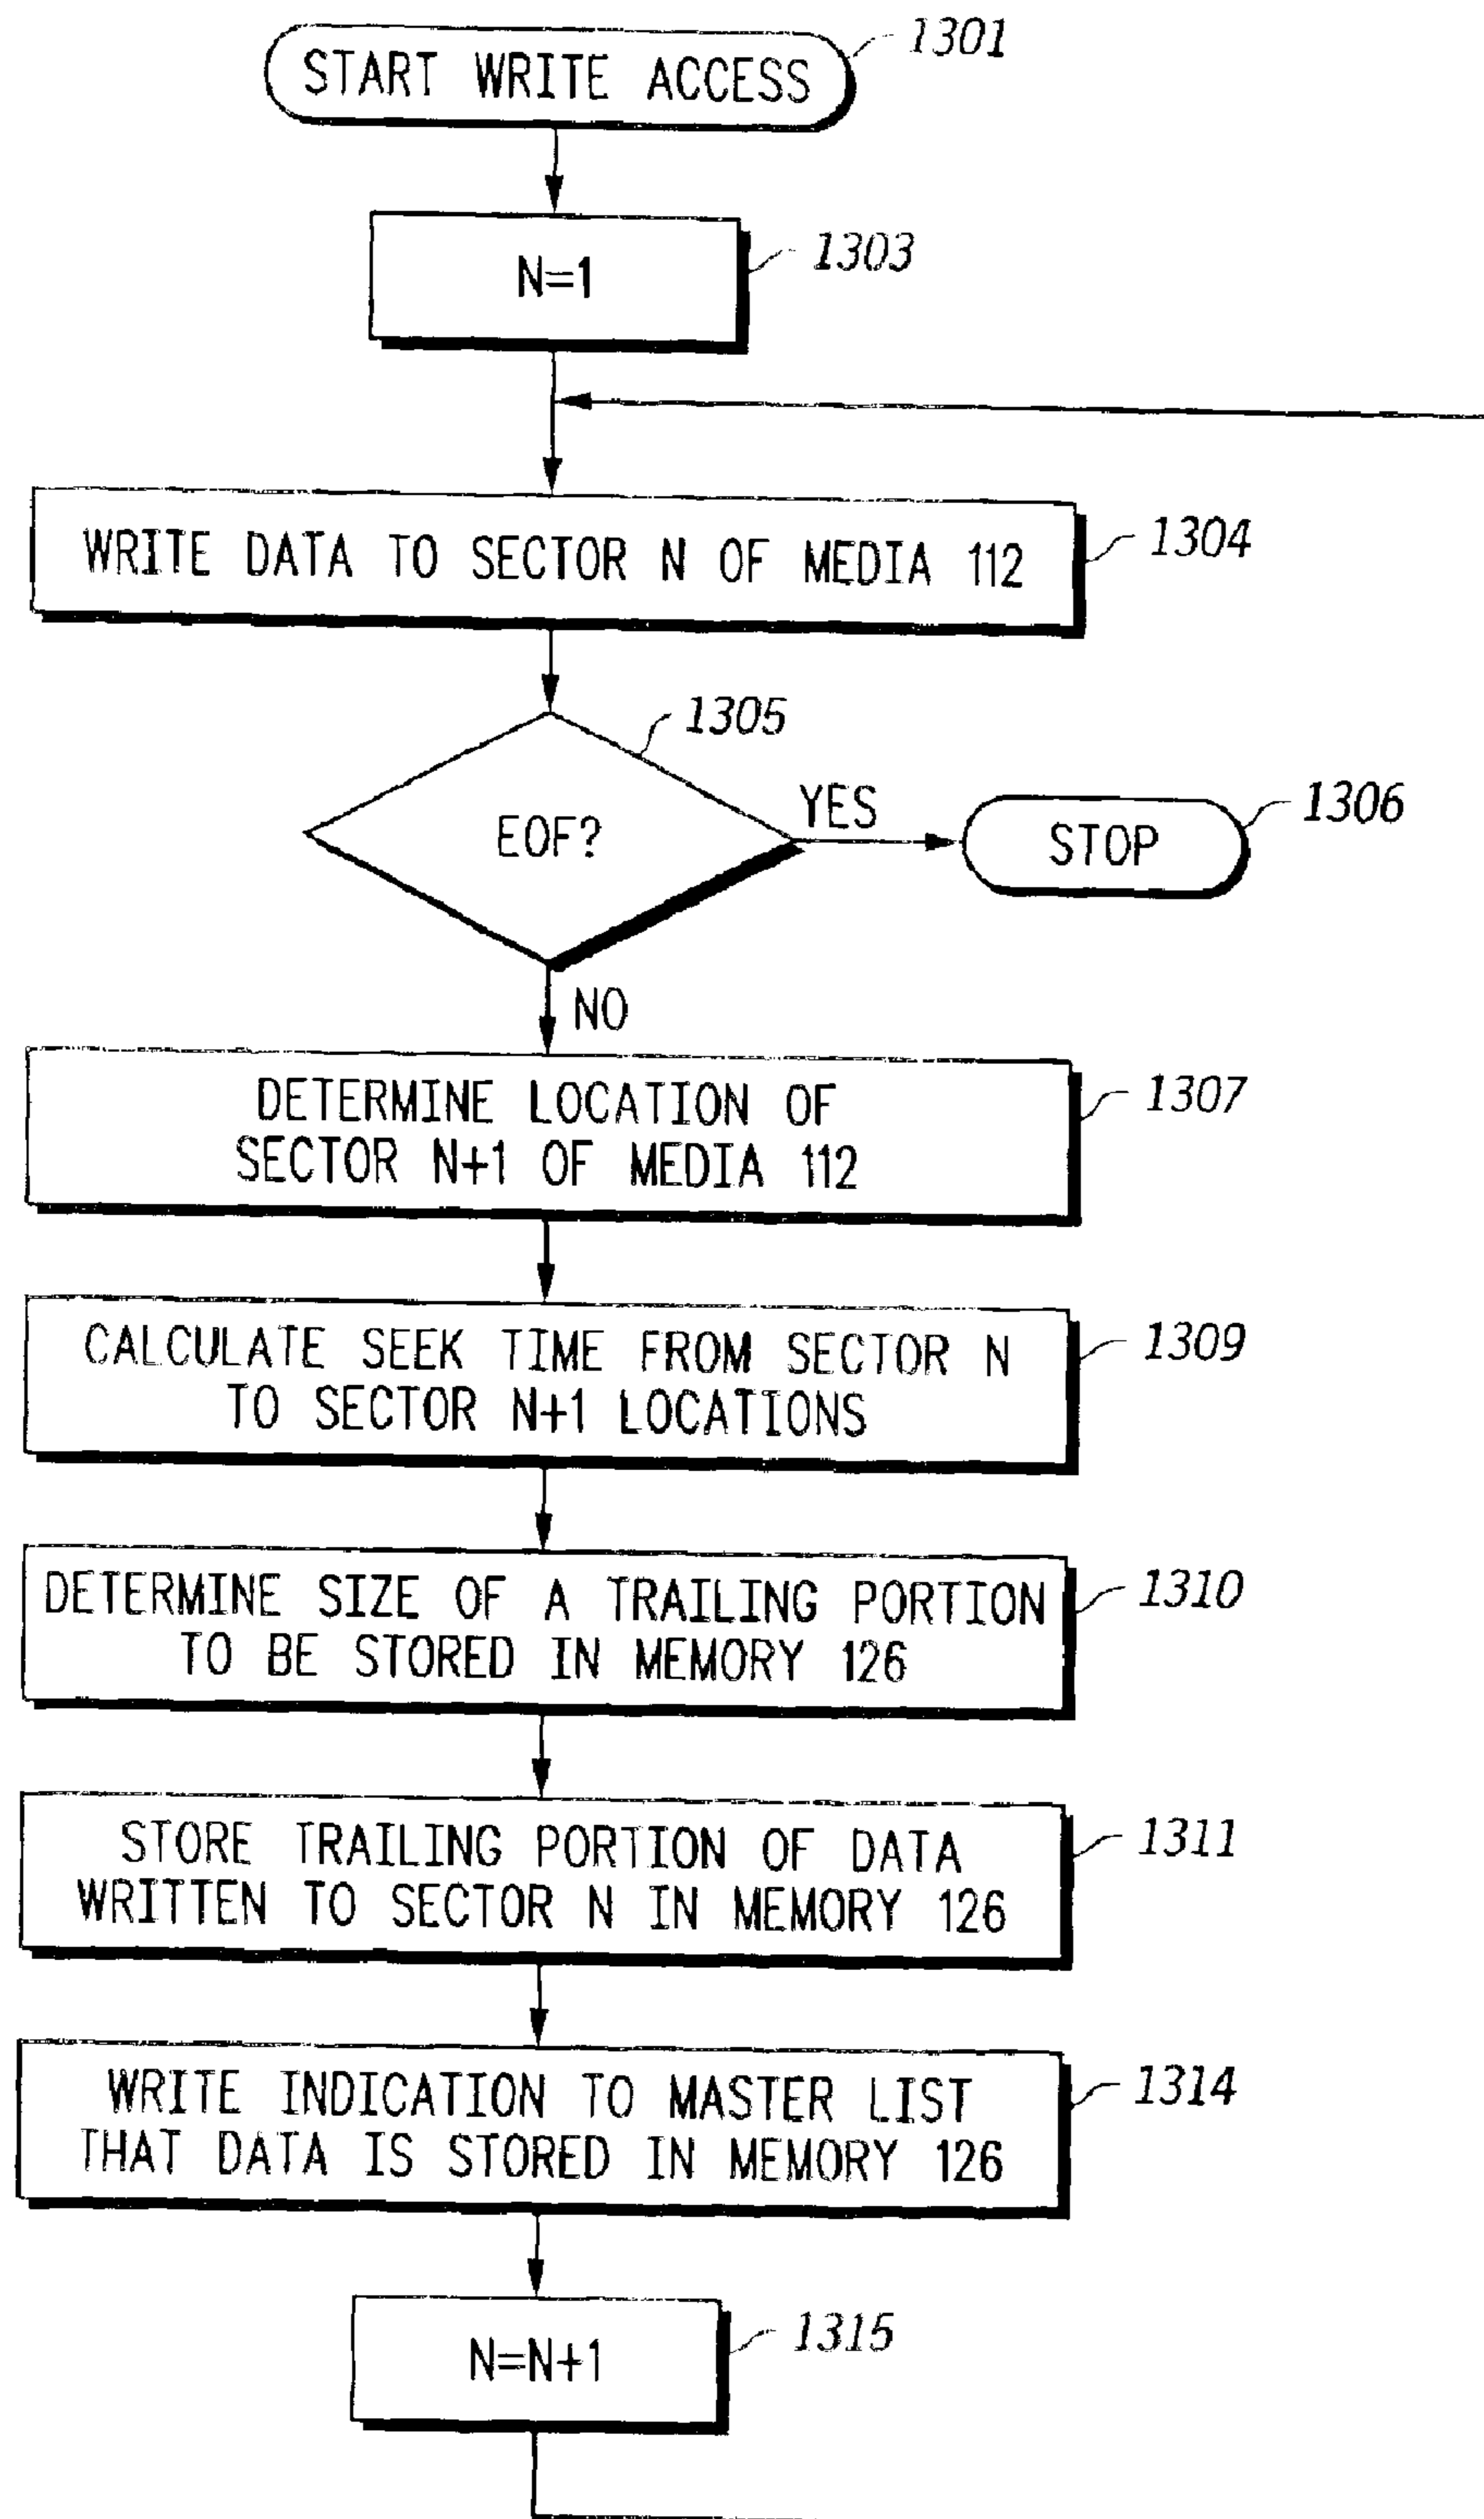 START WRITE ACCESS
1301
N=1
1303
WRITE DATA TO SECTOR N OF MEDIA 112
1304
1305
EOF?
YES
STOP
1306
NO
DETERMINE LOCATION OF
SECTOR N+1 OF MEDIA 112
1307
CALCULATE SEEK TIME FROM SECTOR N
TO SECTOR N+1 LOCATIONS
1309
DETERMINE SIZE OF A TRAILING PORTION
TO BE STORED IN MEMORY 126
1310
STORE TRAILING PORTION OF DATA
WRITTEN TO SECTOR N IN MEMORY 126
1311
WRITE INDICATION TO MASTER LIST
THAT DATA IS STORED IN MEMORY 126
1314
N=N+1
1315